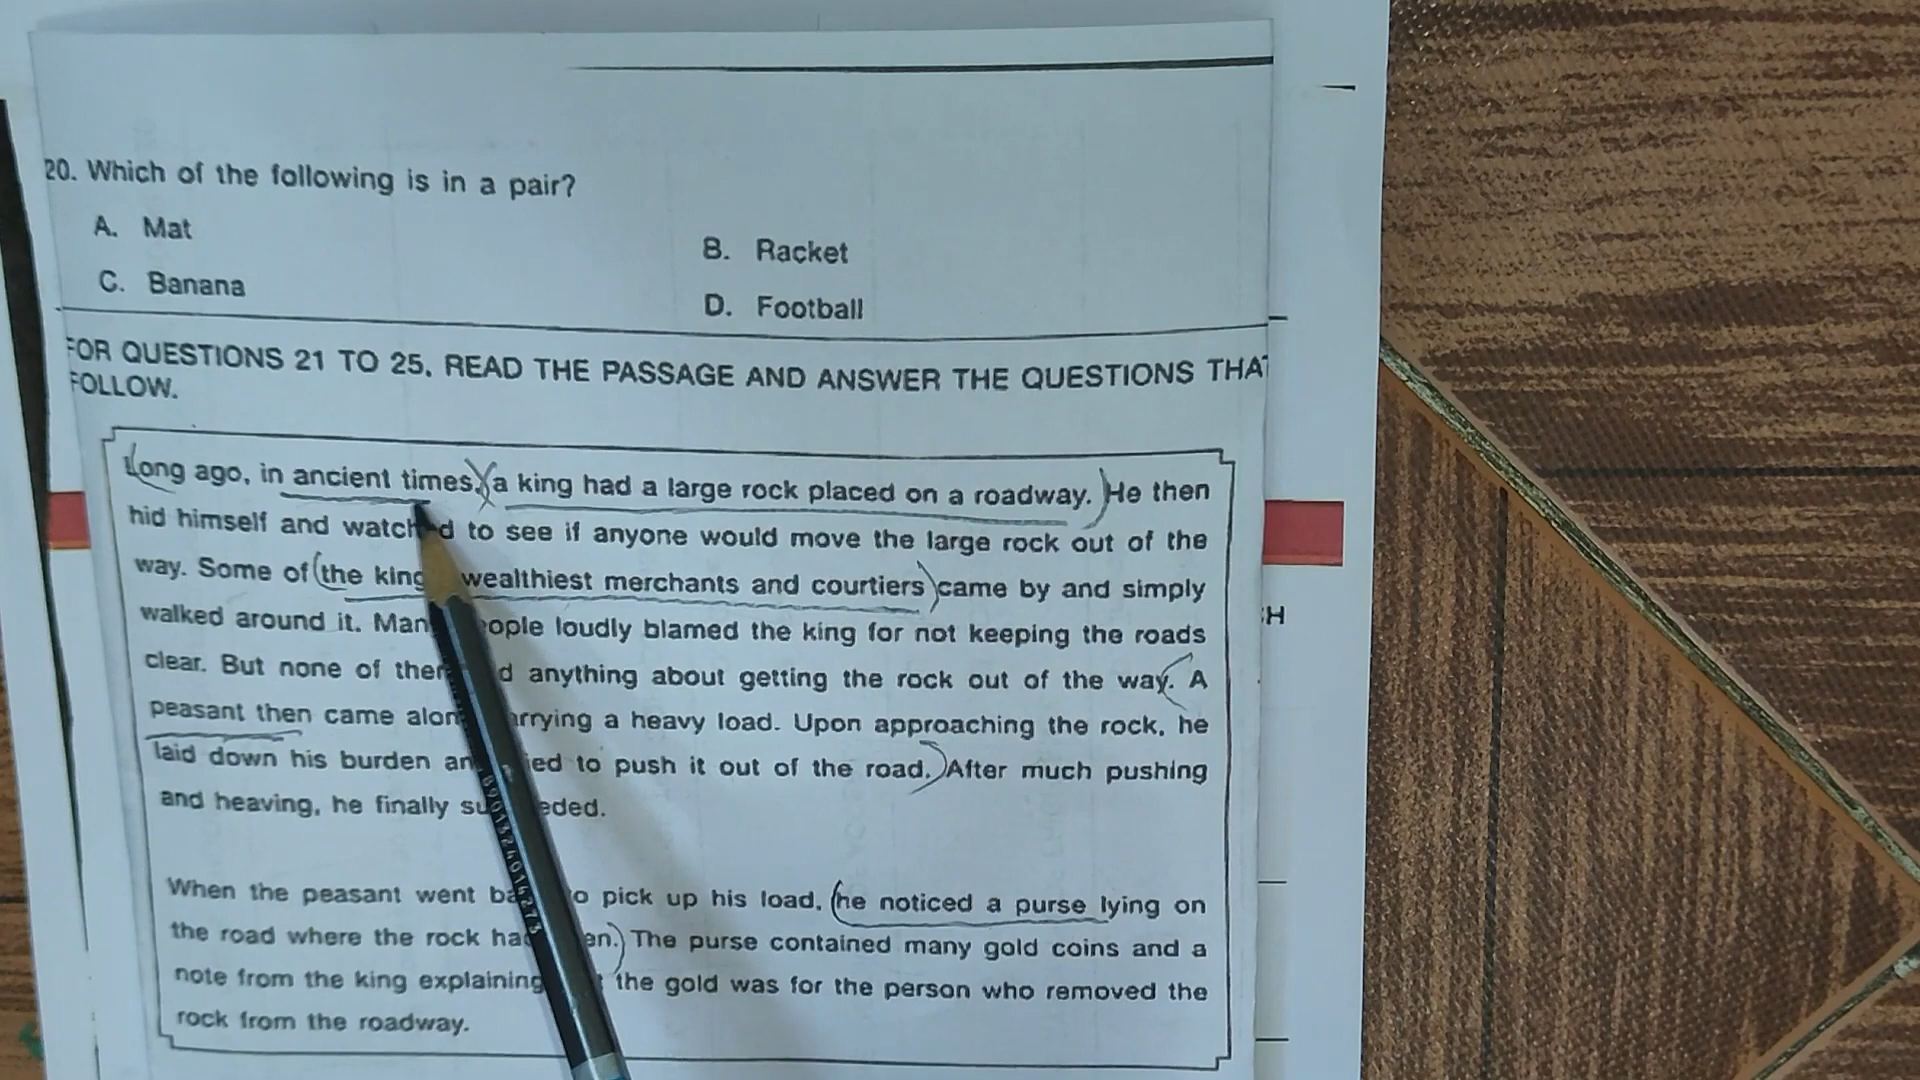 20. Which of the following is in a pair?
A. Mat
B. Racket
C. Banana
D. Football
FOR QUESTIONS 21 TO 25, READ THE PASSAGE AND ANSWER THE QUESTIONS THAT
FOLLOW.
Long ago, in ancient times, a king had a large rock placed on a roadway. He then
hid himself and watched to see if anyone would move the large rock out of the
way. Some of the king wealthiest merchants and courtiers came by and simply
walked around it. Man ople loudly blamed the king for not keeping the roads
clear. But none of them d anything about getting the rock out of the way. A
peasant then came along arrying a heavy load. Upon approaching the rock, he
laid down his burden an ied to push it out of the road. After much pushing
and heaving, he finally su eded.
When the peasant went ba o pick up his load, he noticed a purse lying on
the road where the rock ha en. The purse contained many gold coins and a
note from the king explaining the gold was for the person who removed the
rock from the roadway.
H
8901324015273